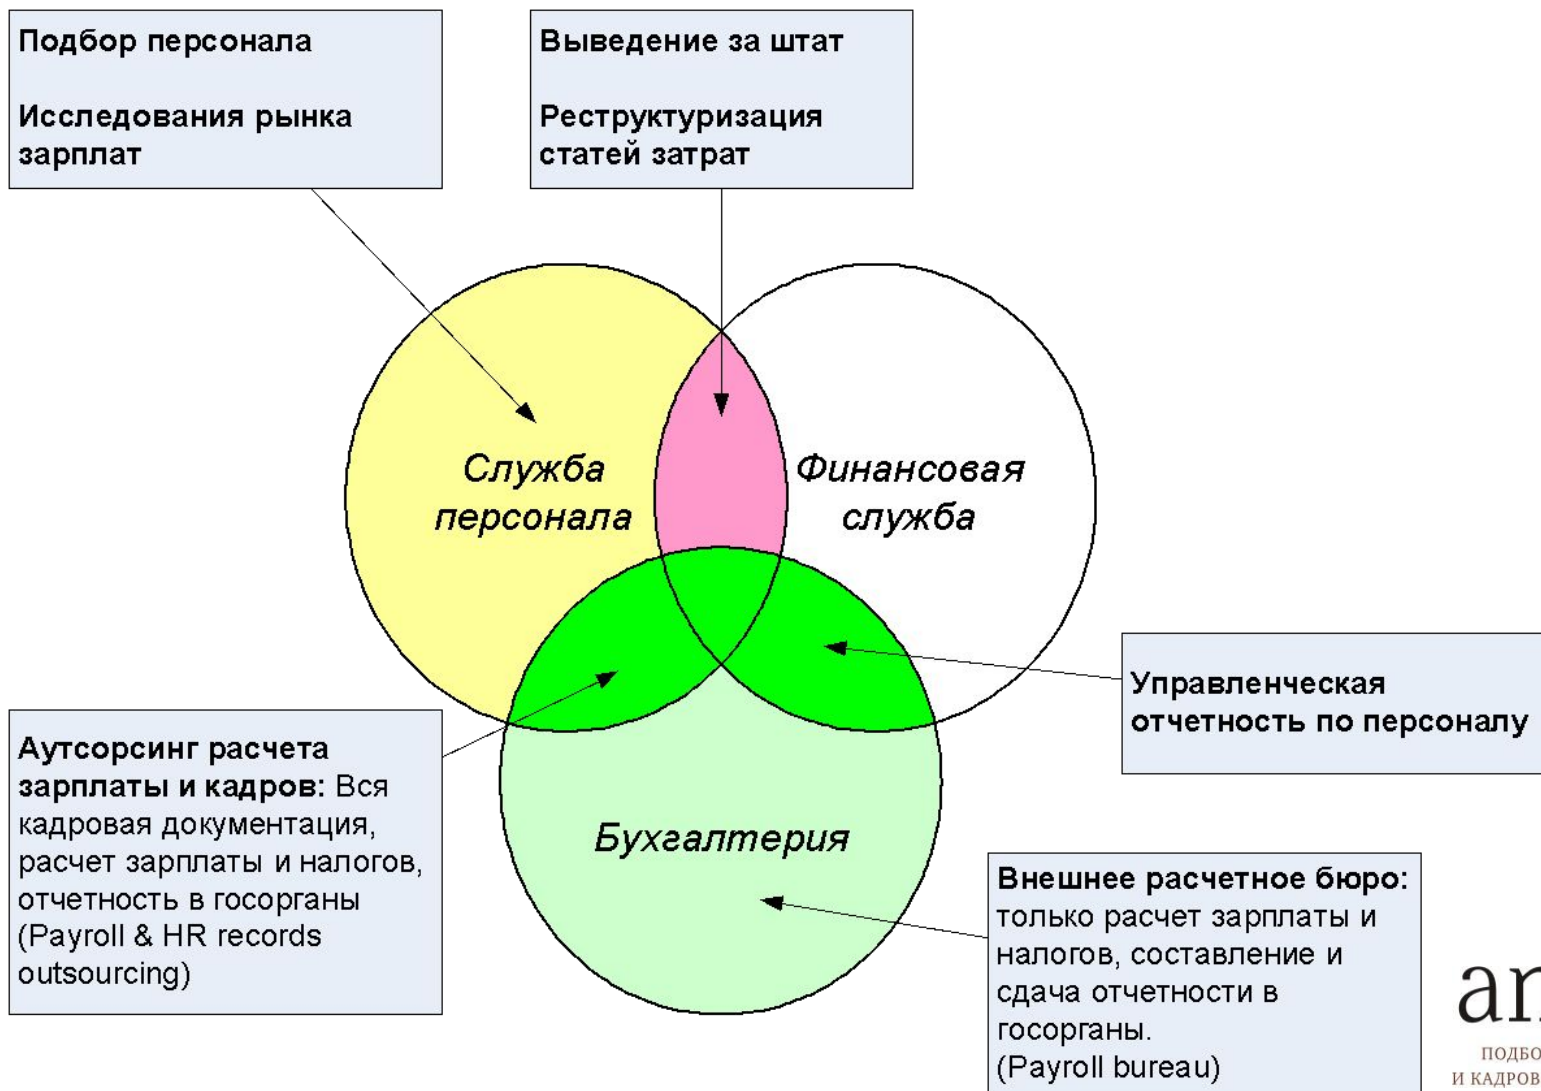 Подбор персонала
Исследования рынка
зарплат
Выведение за штат
Реструктуризация
статей затрат
Служба
персонала
Финансовая
служба
Управленческая
отчетность по персоналу
Аутсорсинг расчета
зарплаты и кадров: Вся
кадровая документация,
расчет зарплаты и налогов,
отчетность в госорганы
(Payroll & HR records
outsourcing)
Бухгалтерия
Внешнее расчетное бюро:
только расчет зарплаты и
налогов, составление и
сдача отчетности в
госорганы.
(Payroll bureau)
И КАДРОВ